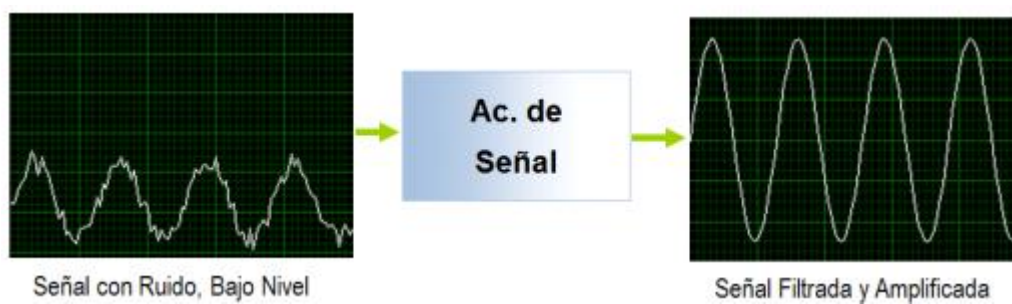 Ac. de
Señal
Señal con Ruido, Bajo Nivel
Señal Filtrada y Amplificada